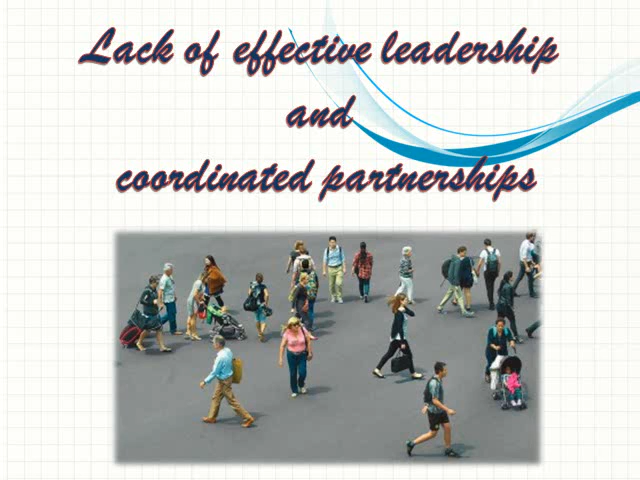 Lack of effective leadership
and
coordinated partnerships